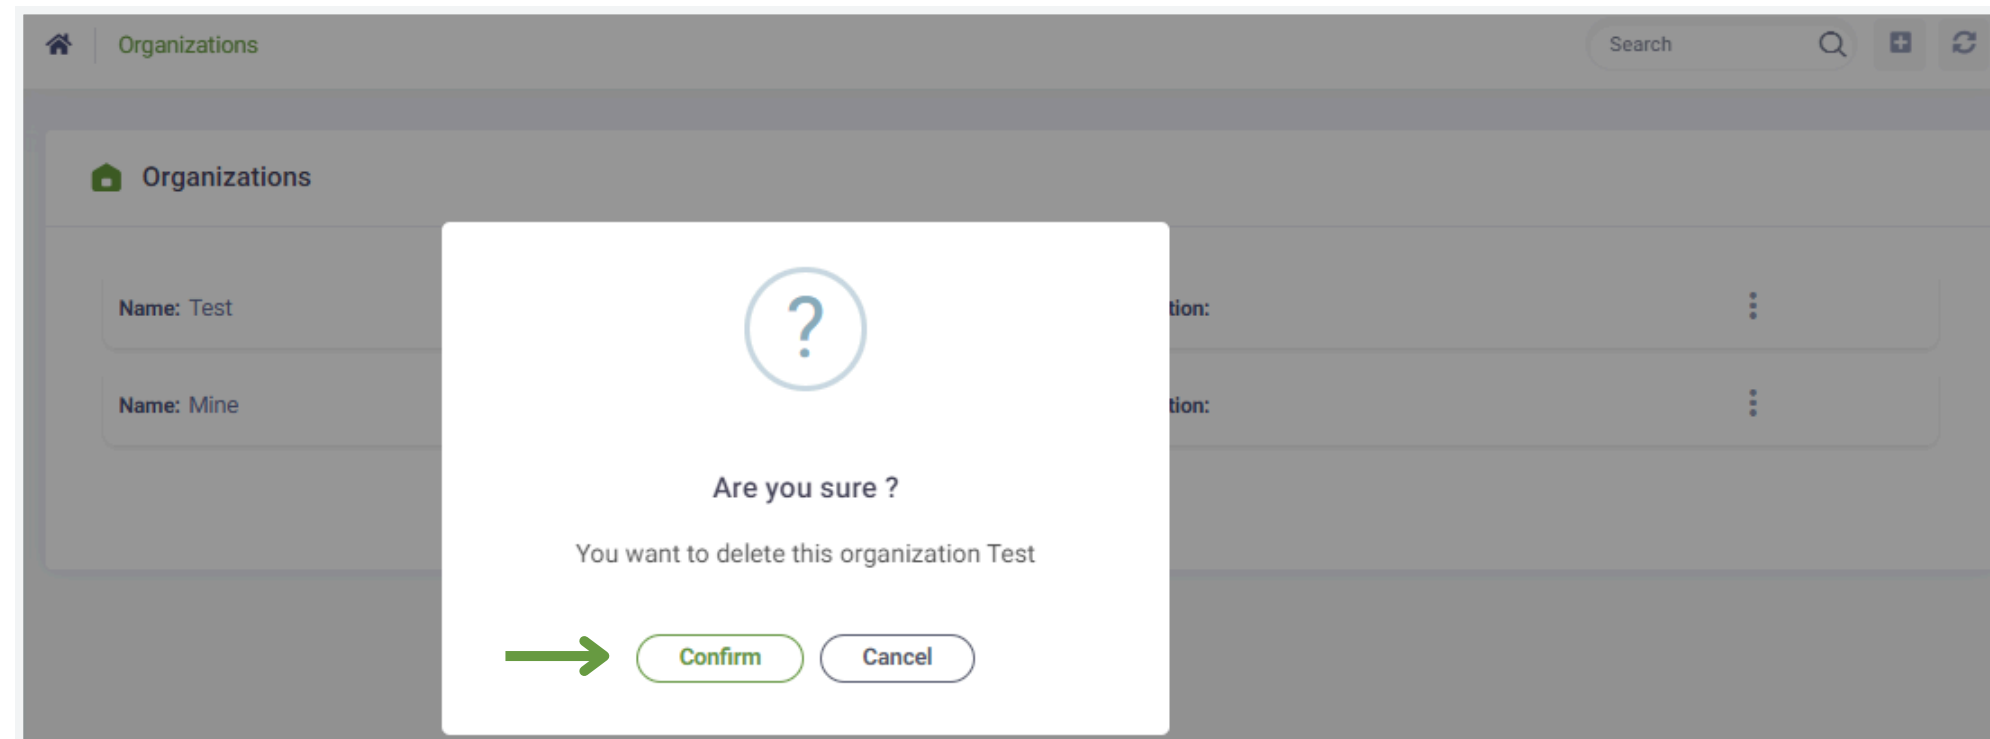 Organizations
Search
Organizations
Name: Test
tion:
Name: Mine
tion:
?
Are you sure ?
You want to delete this organization Test
Confirm
Cancel